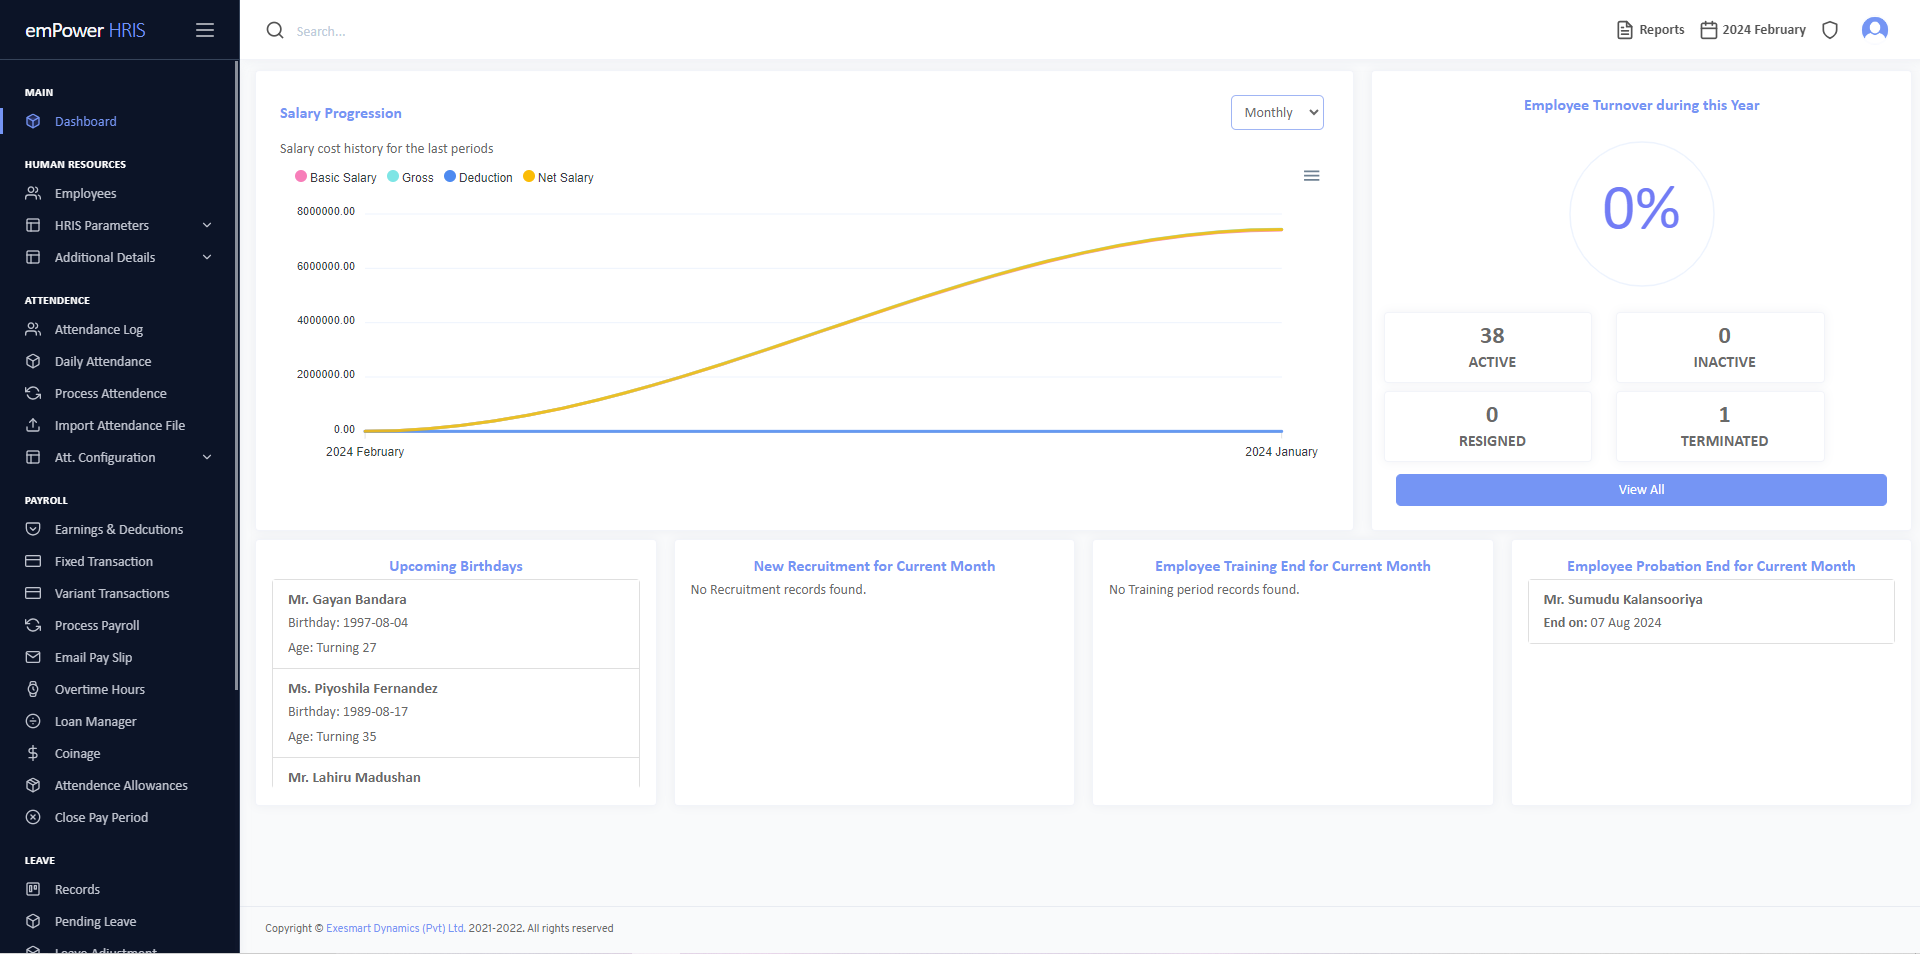 emPower HRIS
Search...
Reports
2024 February
MAIN
Dashboard
HUMAN RESOURCES
Employees
HRIS Parameters
Additional Details
ATTENDENCE
Attendance Log
Daily Attendance
Process Attendence
Import Attendance File
Att. Configuration
PAYROLL
Earnings & Dedcutions
Fixed Transaction
Variant Transactions
Process Payroll
Email Pay Slip
Overtime Hours
Loan Manager
Coinage
Attendence Allowances
Close Pay Period
LEAVE
Records
Pending Leave
Leave Adjustment
Salary Progression
Monthly
Salary cost history for the last periods
Basic Salary Gross Deduction Net Salary
8000000.00
6000000.00
4000000.00
2000000.00
0.00
2024 February 2024 January
Employee Turnover during this Year
0%
38
ACTIVE
0
INACTIVE
0
RESIGNED
1
TERMINATED
View All
Upcoming Birthdays
Mr. Gayan Bandara
Birthday: 1997-08-04
Age: Turning 27
Ms. Piyoshila Fernandez
Birthday: 1989-08-17
Age: Turning 35
Mr. Lahiru Madushan
New Recruitment for Current Month
No Recruitment records found.
Employee Training End for Current Month
No Training period records found.
Employee Probation End for Current Month
Mr. Sumudu Kalansooriya
End on: 07 Aug 2024
Copyright © Exesmart Dynamics (Pvt) Ltd. 2021-2022. All rights reserved